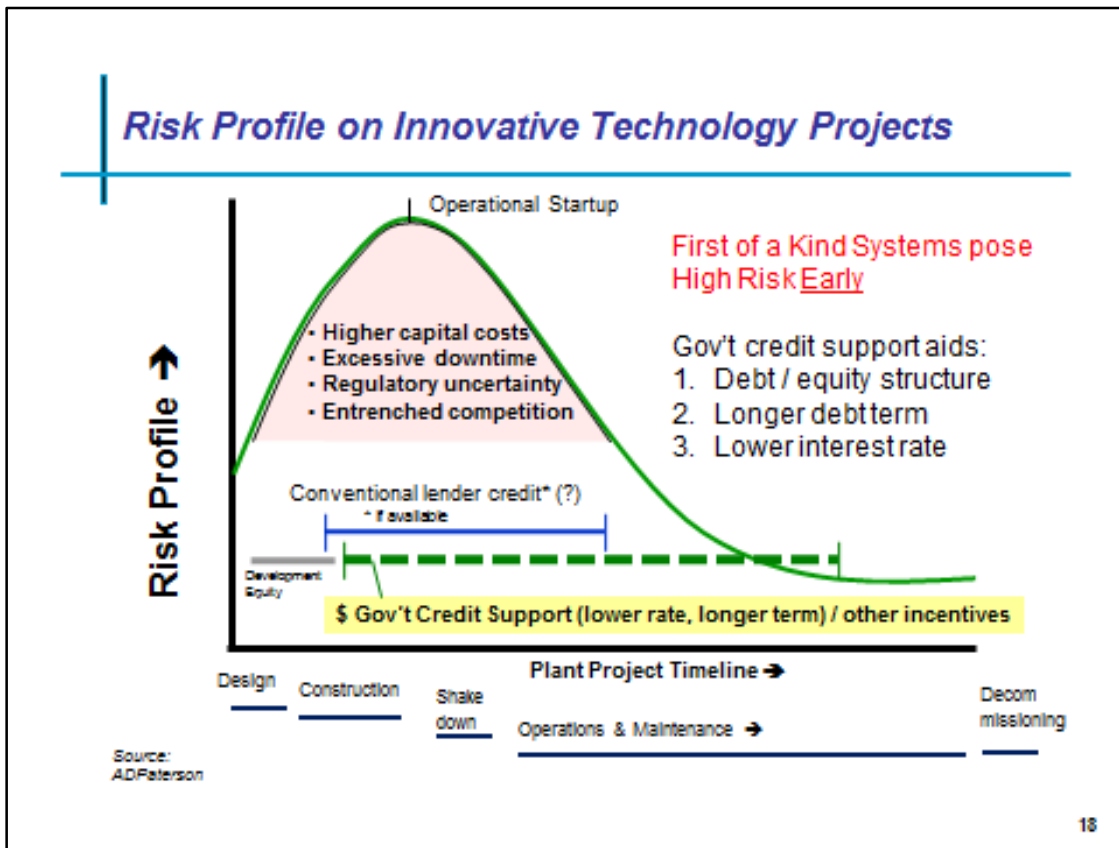 Risk Profile on Innovative Technology Projects
Operational Startup
First of a Kind Systems pose
High Risk Early
• Higher capital costs
• Excessive downtime
• Regulatory uncertainty
• Entrenched competition
Gov't credit support aids:
1. Debt / equity structure
2. Longer debt term
3. Lower interest rate
Risk Profile ➔
Conventional lender credit* (?)
* If available
Development
Equity
$ Gov't Credit Support (lower rate, longer term) / other incentives
Plant Project Timeline ➔
Design
Construction
Shake
down
Operations & Maintenance ➔
Decom
missioning
Source:
ADPaterson
18